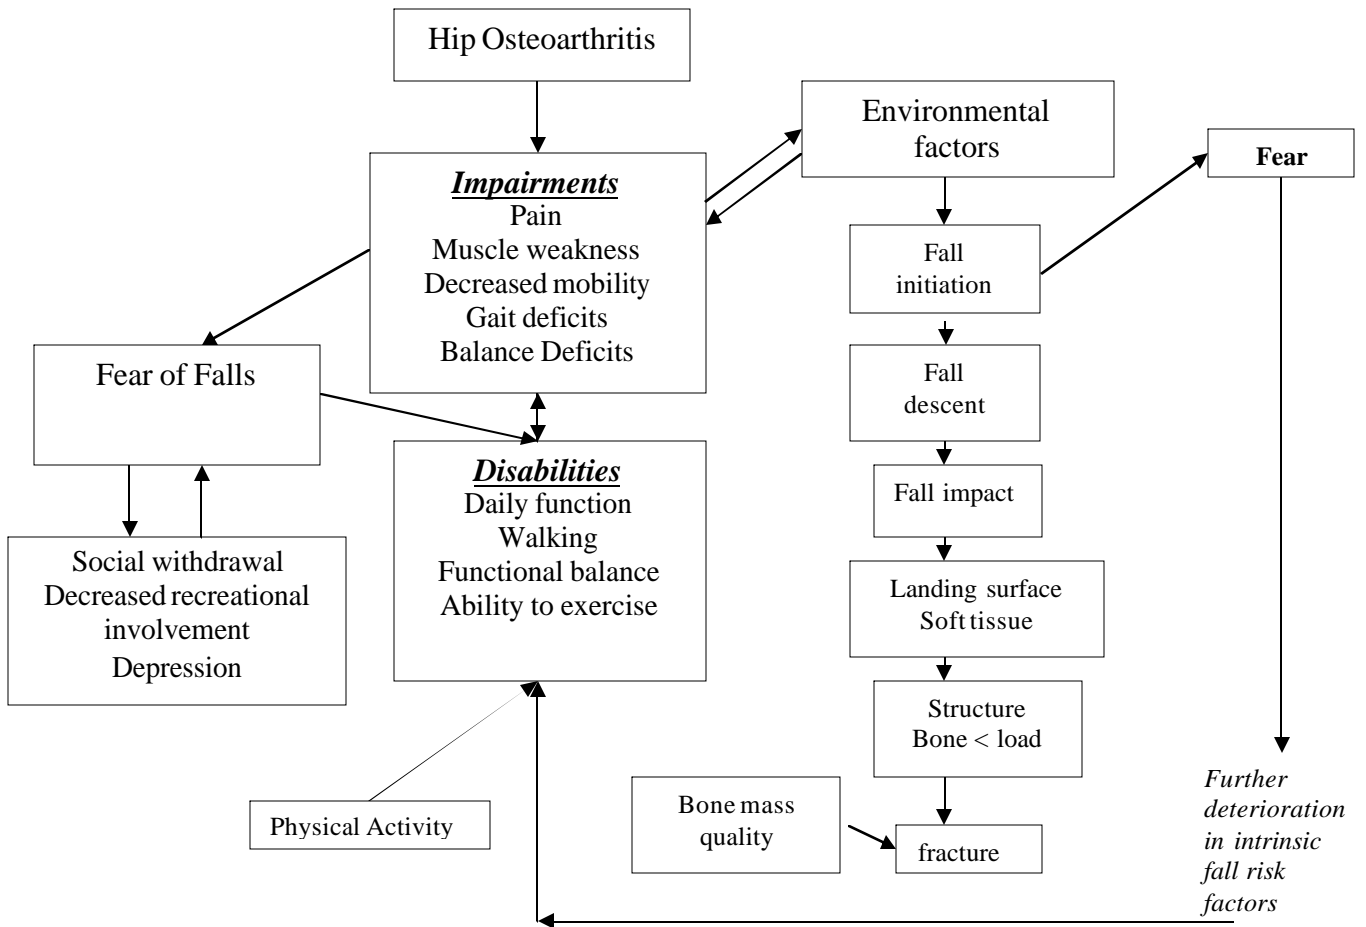 Hip Osteoarthritis
Environmental
factors
Fear
Impairments
Pain
Muscle weakness
Decreased mobility
Gait deficits
Balance Deficits
Fall
initiation
Fear of Falls
Fall
descent
Disabilities
Daily function
Walking
Functional balance
Ability to exercise
Fall impact
Social withdrawal
Decreased recreational
involvement
Depression
Landing surface
Soft tissue
Structure
Bone < load
Physical Activity
Bone mass
quality
fracture
Further
deterioration
in intrinsic
fall risk
factors